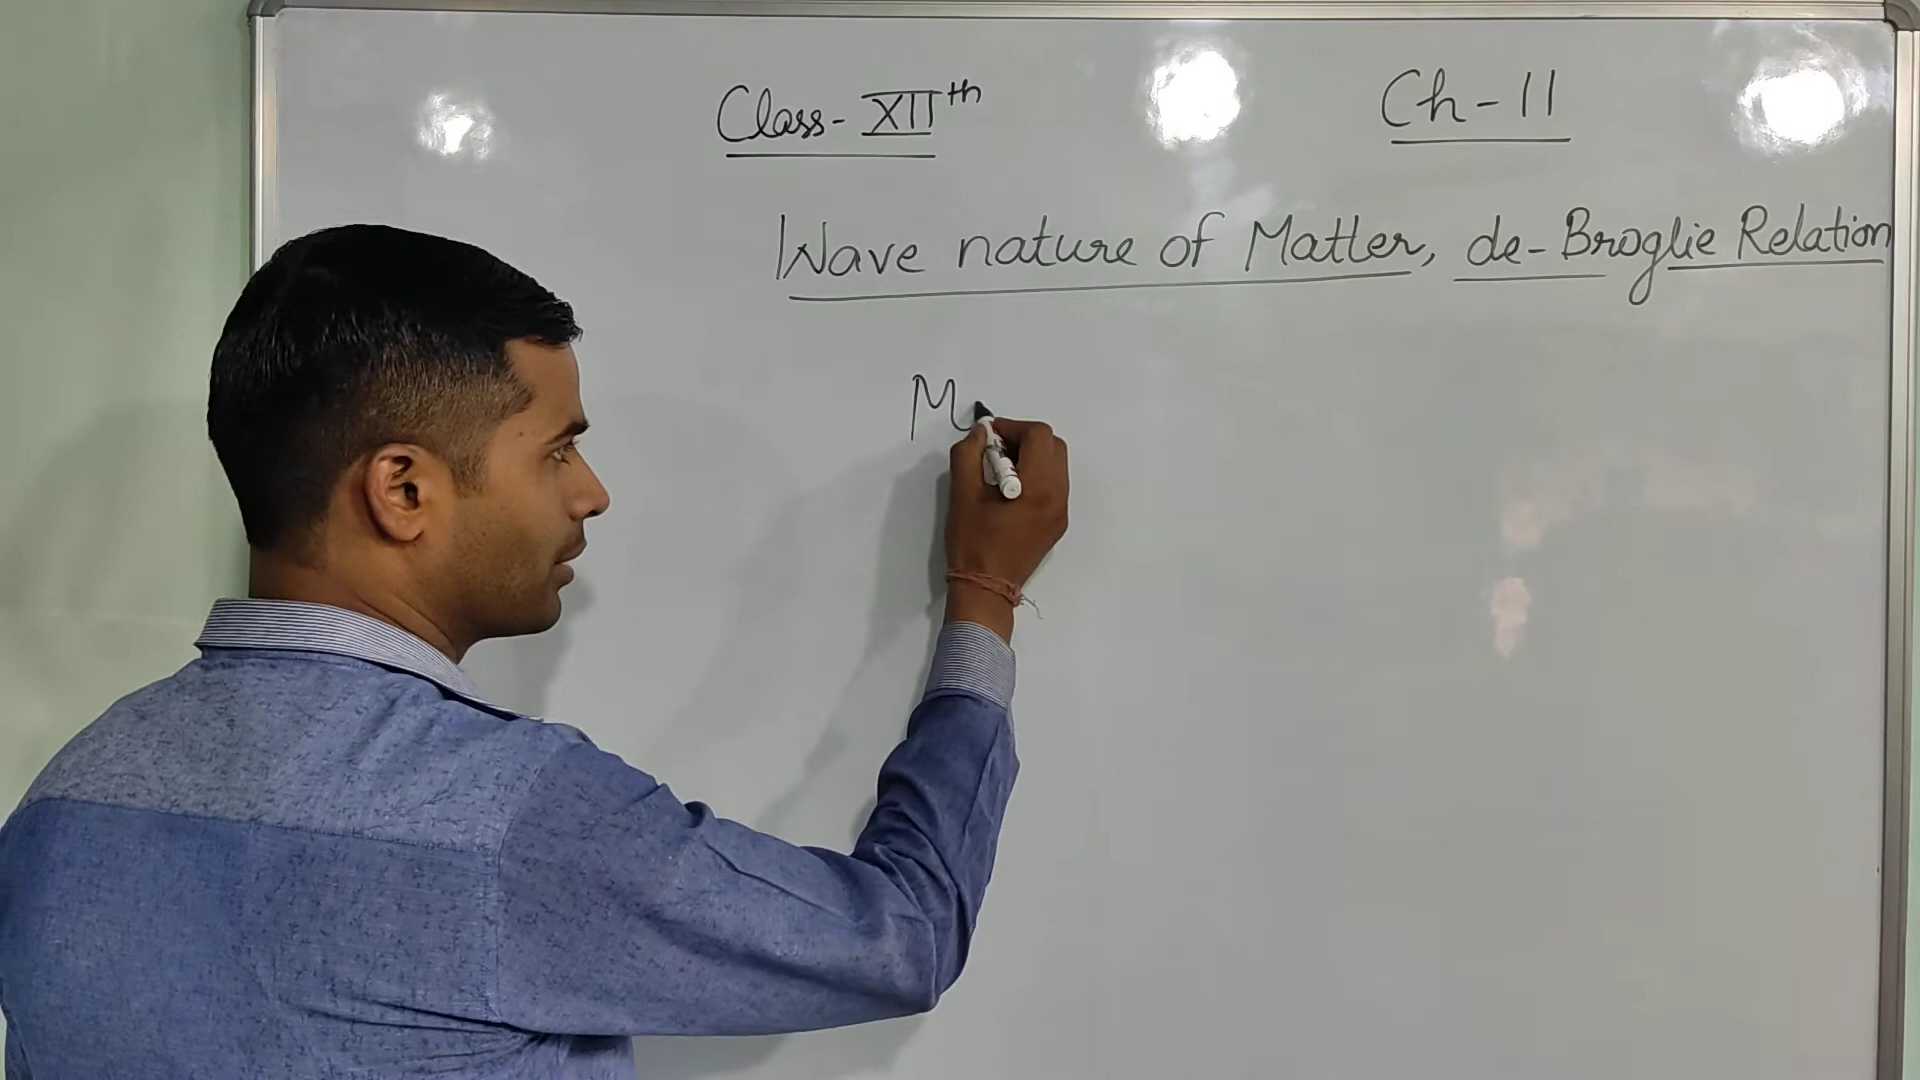 Class-XIIth
Ch-11
Wave nature of Matter, de-Broglie Relation
M